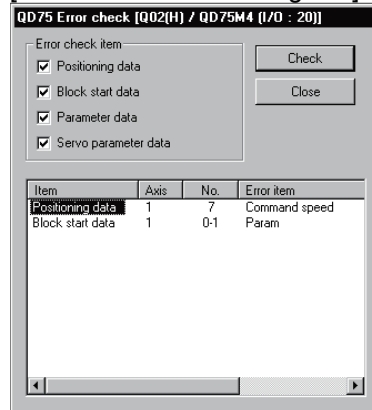 QD75 Error check [Q02(H) / QD75M4 (I/O : 20)]
Error check item
Positioning data
Block start data
Parameter data
Servo parameter data
Check
Close
Item Axis No. Error item
Positioning data 1 7 Command speed
Block start data 1 0-1 Param